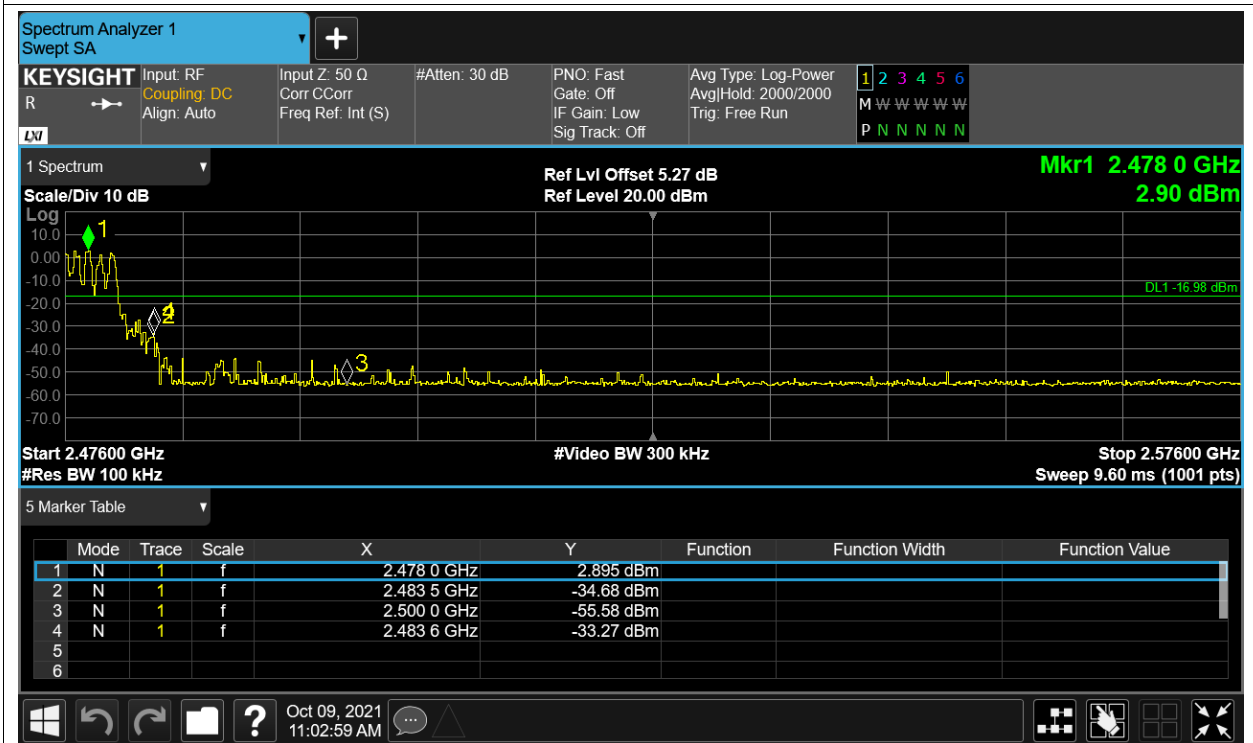 Spectrum Analyzer 1
Swept SA
+
KEYSIGHT
R
LXI
Input: RF
Coupling: DC
Align: Auto
Input Z: 50 Ω
Corr CCorr
Freq Ref: Int (S)
#Atten: 30 dB
PNO: Fast
Gate: Off
IF Gain: Low
Sig Track: Off
Avg Type: Log-Power
Avg|Hold: 2000/2000
Trig: Free Run
1 2 3 4 5 6
M W W W W W
P N N N N N
1 Spectrum
Scale/Div 10 dB
Ref Lvl Offset 5.27 dB
Ref Level 20.00 dBm
Mkr1 2.478 0 GHz
2.90 dBm
Log
10.0
0.00
-10.0
-20.0
-30.0
-40.0
-50.0
-60.0
-70.0
1
2
3
DL1 -16.98 dBm
Start 2.47600 GHz
#Res BW 100 kHz
#Video BW 300 kHz
Stop 2.57600 GHz
Sweep 9.60 ms (1001 pts)
5 Marker Table
Mode Trace Scale X Y Function Function Width Function Value
1 N 1 f 2.478 0 GHz 2.895 dBm
2 N 1 f 2.483 5 GHz -34.68 dBm
3 N 1 f 2.500 0 GHz -55.58 dBm
4 N 1 f 2.483 6 GHz -33.27 dBm
5
6
?
Oct 09, 2021
11:02:59 AM